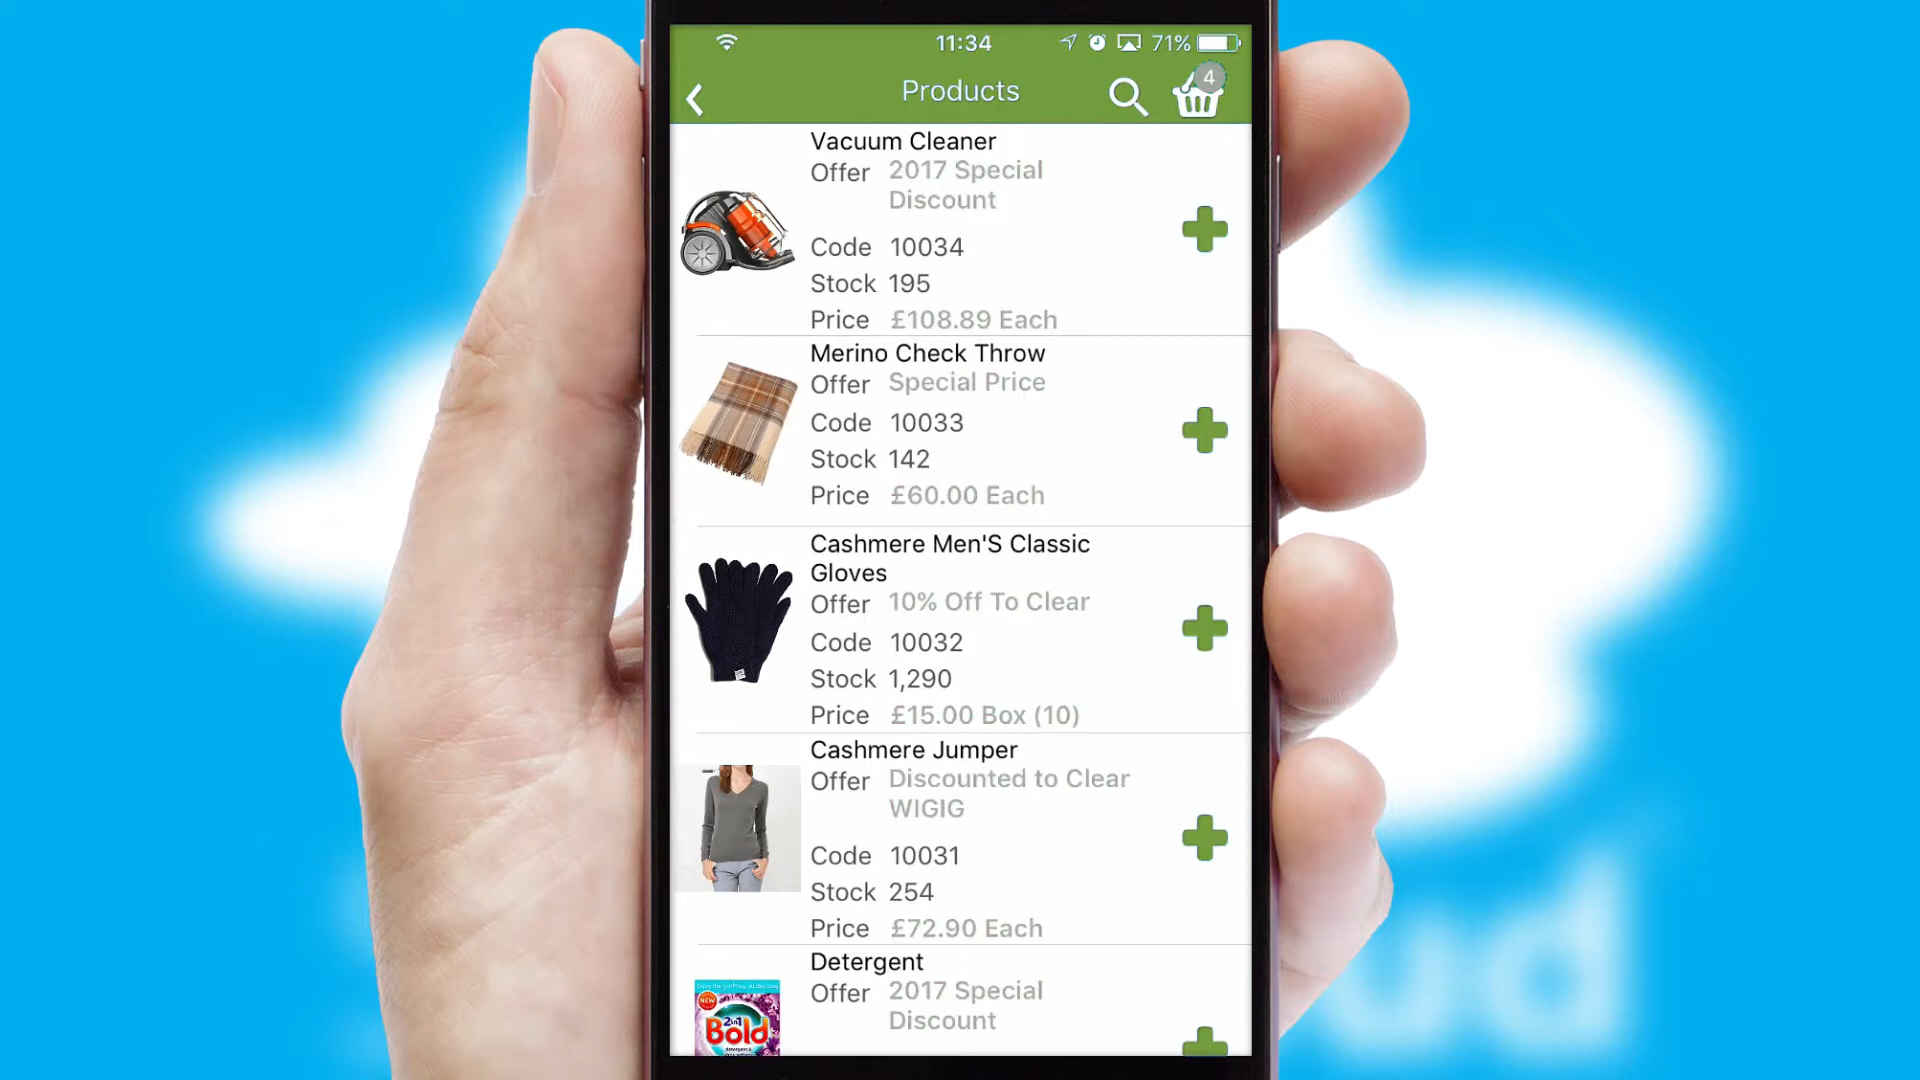 11:34
71%
Products
4
Vacuum Cleaner
Offer 2017 Special
Discount
Code 10034
Stock 195
Price £108.89 Each
Merino Check Throw
Offer Special Price
Code 10033
Stock 142
Price £60.00 Each
Cashmere Men'S Classic
Gloves
Offer 10% Off To Clear
Code 10032
Stock 1,290
Price £15.00 Box (10)
Cashmere Jumper
Offer Discounted to Clear
WIGIG
Code 10031
Stock 254
Price £72.90 Each
Detergent
Offer 2017 Special
Discount
NEW
2in1
Bold
ud